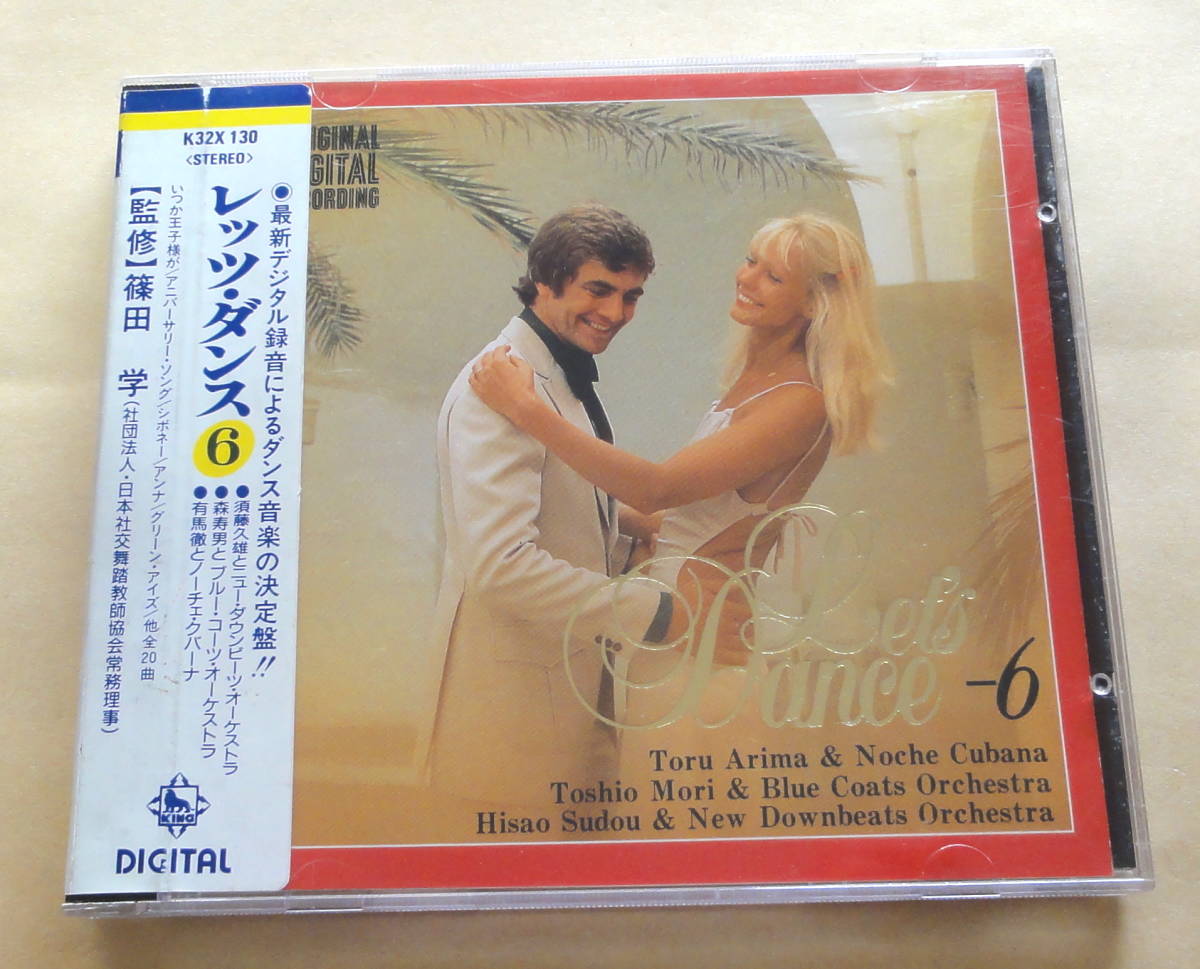 K32X 130
〈STEREO〉
●最新デジタル録音によるダンス音楽の決定盤!!
レッツ・ダンス6
●須藤久雄とニューダウンビーツ・オーケストラ
●森寿男とブルー・コーツ・オーケストラ
●有馬徹とノーチェ・クバーナ
いつか王子様が/アニバーサリー・ソング/シボネー/アンナ/グリーン・アイズ/他全20曲
【監修】篠田 学(社団法人・日本社交舞踏教師協会常務理事)
KING
DIGITAL
IGINAL
GITAL
CORDING
Let's
Dance -6
Toru Arima & Noche Cubana
Toshio Mori & Blue Coats Orchestra
Hisao Sudou & New Downbeats Orchestra